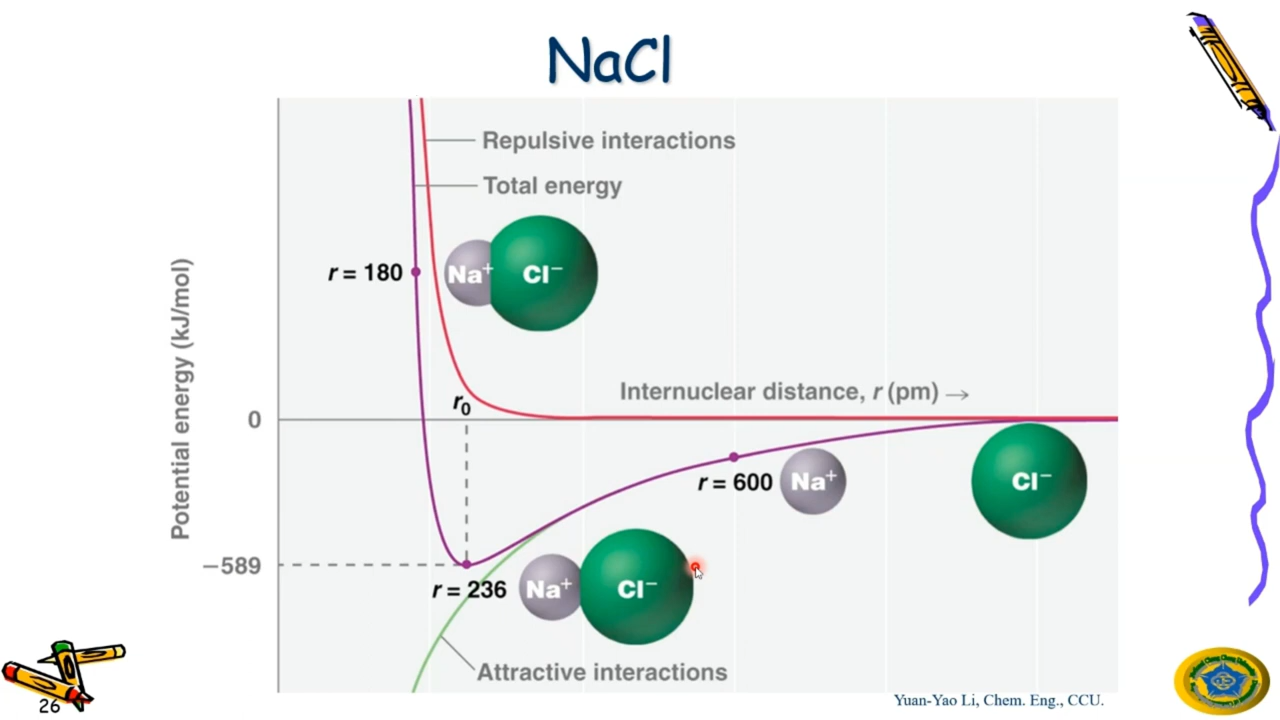 NaCl
Repulsive interactions
Total energy
r = 180
Na⁺
Cl⁻
Potential energy (kJ/mol)
Internuclear distance, r (pm) →
r₀
0
r = 600
Na⁺
Cl⁻
−589
r = 236
Na⁺
Cl⁻
Attractive interactions
26
Yuan-Yao Li, Chem. Eng., CCU.